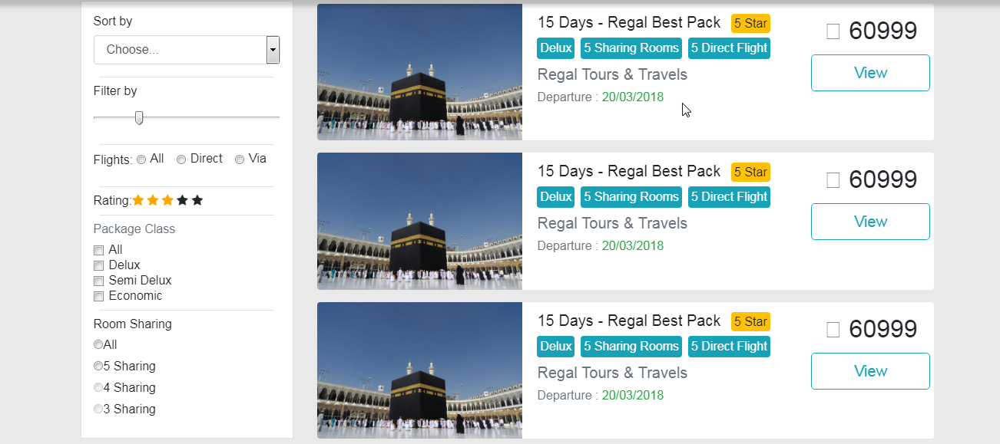 Sort by
Choose...
Filter by
Flights: All Direct Via
Rating:
Package Class
All
Delux
Semi Delux
Economic
Room Sharing
All
5 Sharing
4 Sharing
3 Sharing
15 Days - Regal Best Pack 5 Star
Delux 5 Sharing Rooms 5 Direct Flight
Regal Tours & Travels
Departure : 20/03/2018
60999
View
15 Days - Regal Best Pack 5 Star
Delux 5 Sharing Rooms 5 Direct Flight
Regal Tours & Travels
Departure : 20/03/2018
60999
View
15 Days - Regal Best Pack 5 Star
Delux 5 Sharing Rooms 5 Direct Flight
Regal Tours & Travels
Departure : 20/03/2018
60999
View